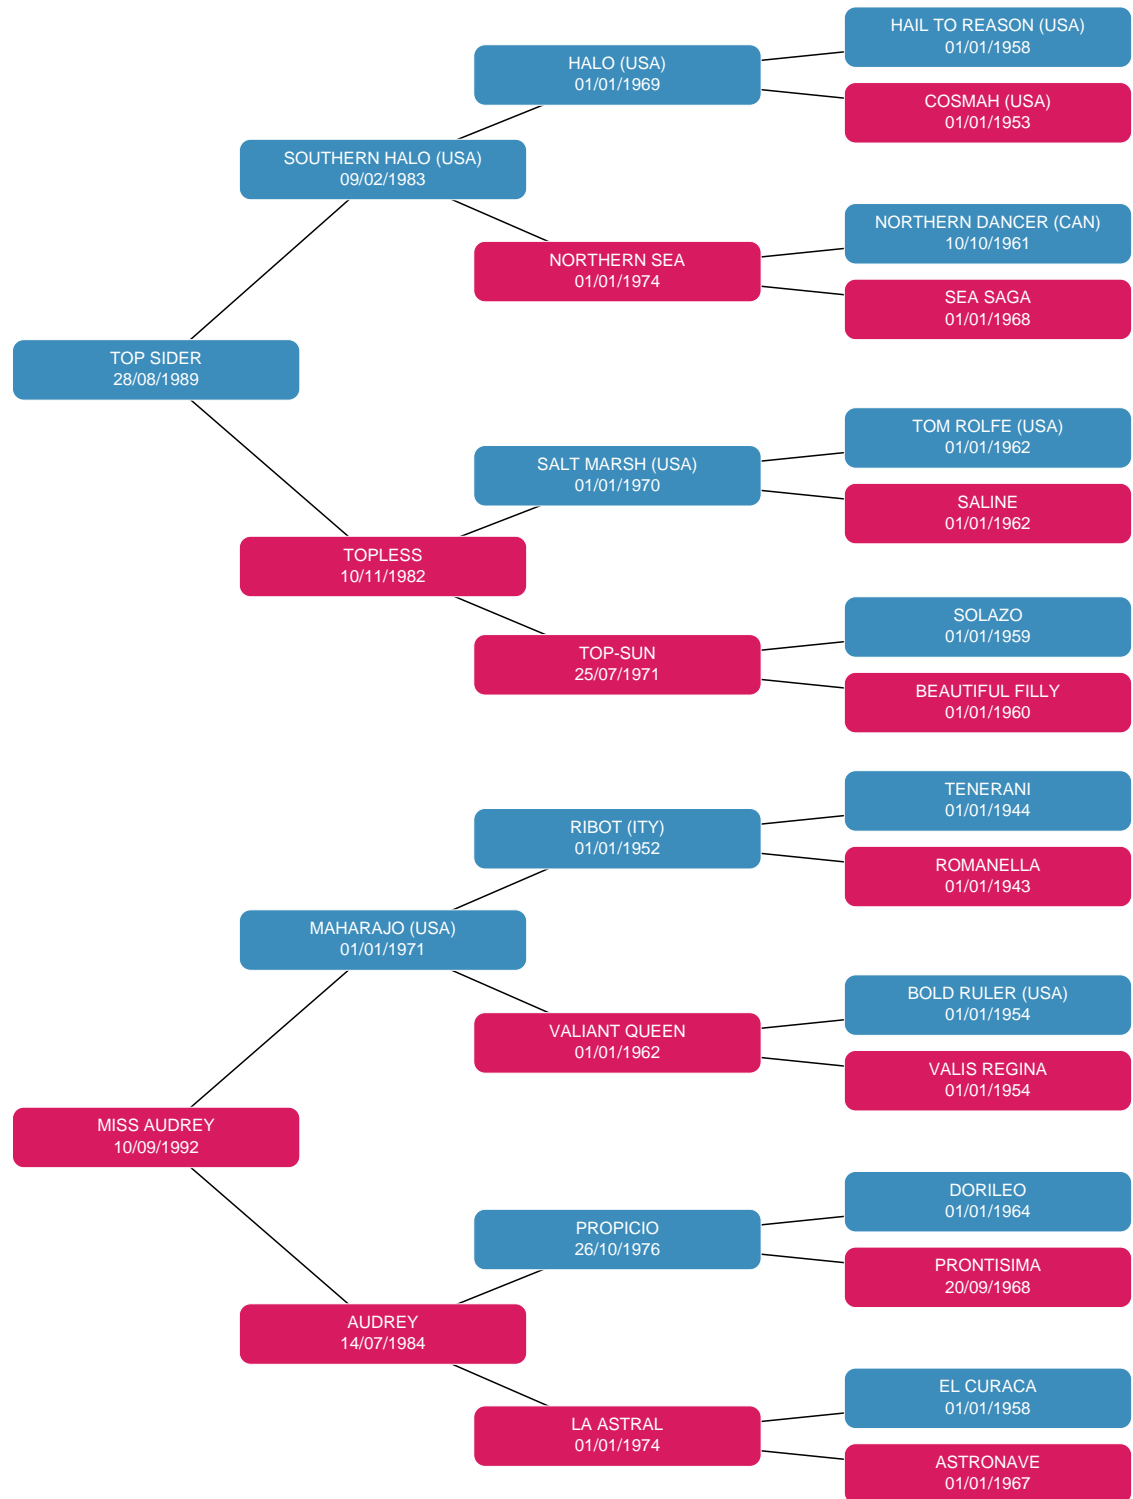 HAIL TO REASON (USA)
01/01/1958
HALO (USA)
01/01/1969
COSMAH (USA)
01/01/1953
SOUTHERN HALO (USA)
09/02/1983
NORTHERN DANCER (CAN)
10/10/1961
NORTHERN SEA
01/01/1974
SEA SAGA
01/01/1968
TOP SIDER
28/08/1989
TOM ROLFE (USA)
01/01/1962
SALT MARSH (USA)
01/01/1970
SALINE
01/01/1962
TOPLESS
10/11/1982
SOLAZO
01/01/1959
TOP-SUN
25/07/1971
BEAUTIFUL FILLY
01/01/1960
TENERANI
01/01/1944
RIBOT (ITY)
01/01/1952
ROMANELLA
01/01/1943
MAHARAJO (USA)
01/01/1971
BOLD RULER (USA)
01/01/1954
VALIANT QUEEN
01/01/1962
VALIS REGINA
01/01/1954
MISS AUDREY
10/09/1992
DORILEO
01/01/1964
PROPICIO
26/10/1976
PRONTISIMA
20/09/1968
AUDREY
14/07/1984
EL CURACA
01/01/1958
LA ASTRAL
01/01/1974
ASTRONAVE
01/01/1967